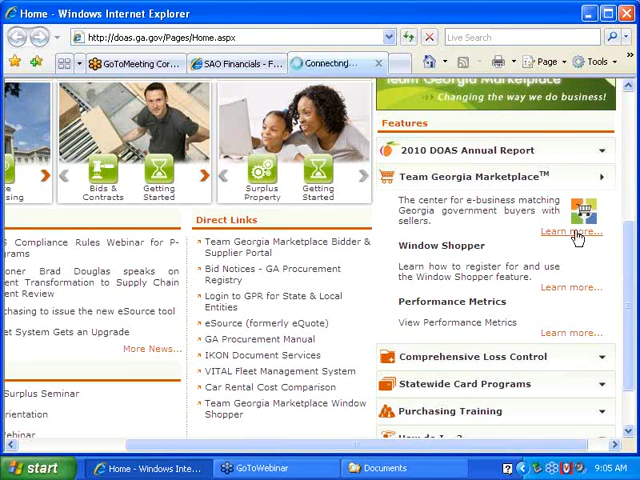 Home - Windows Internet Explorer
http://doas.ga.gov/Pages/Home.aspx
Live Search
GoToMeeting Cor...
SAO Financials - F...
Connecting...
Page
Tools
Team Georgia Marketplace
Changing the way we do business!
Features
2010 DOAS Annual Report
Team Georgia Marketplace™
The center for e-business matching
Georgia government buyers with
sellers.
Learn more...
Window Shopper
Learn how to register for and use
the Window Shopper feature.
Learn more...
Performance Metrics
View Performance Metrics
Learn more...
Comprehensive Loss Control
Statewide Card Programs
Purchasing Training
How do I...?
Bids &
Contracts
Getting
Started
Surplus
Property
Getting
Started
Direct Links
Team Georgia Marketplace Bidder &
Supplier Portal
Bid Notices - GA Procurement
Registry
Login to GPR for State & Local
Entities
eSource (formerly eQuote)
GA Procurement Manual
IKON Document Services
VITAL Fleet Management System
Car Rental Cost Comparison
Team Georgia Marketplace Window
Shopper
S Compliance Rules Webinar for P-
grams
oner Brad Douglas speaks on
ent Transformation to Supply Chain
ent Review
rchasing to issue the new eSource tool
et System Gets an Upgrade
More News...
Surplus Seminar
orientation
ebinar
start
Home - Windows Inte...
GoToWebinar
Documents
9:05 AM